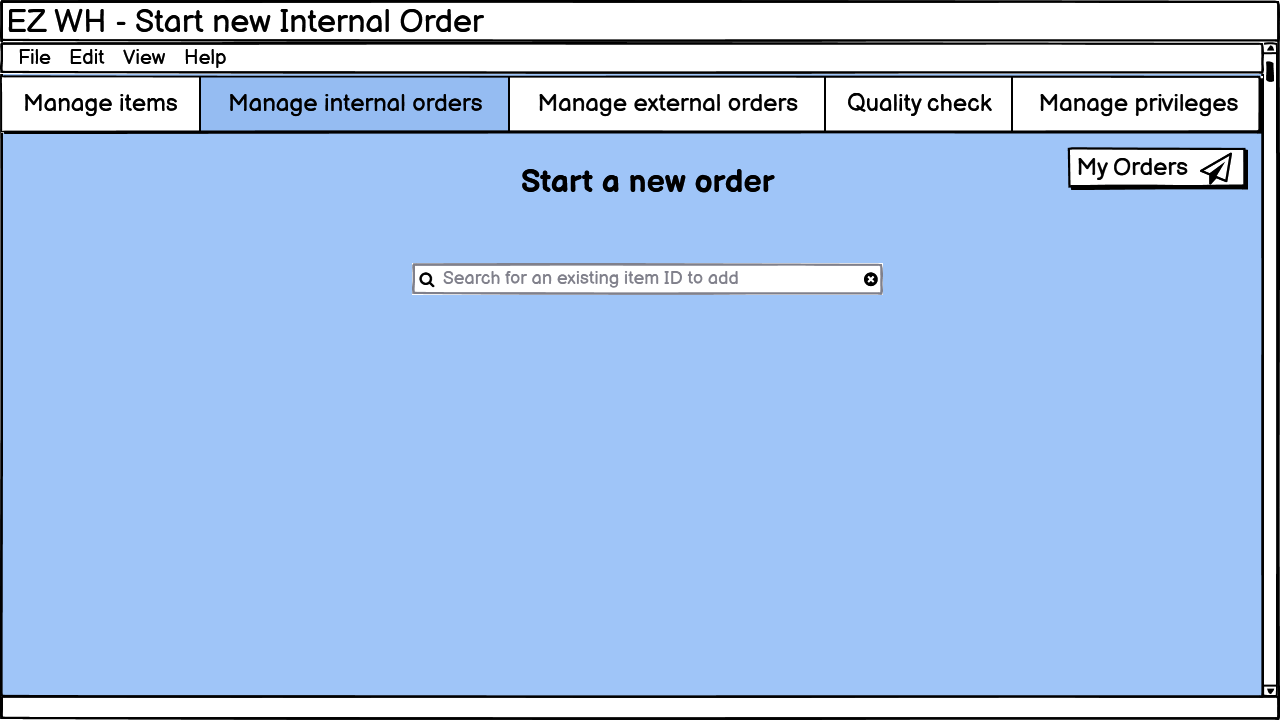 EZ WH - Start new Internal Order
File Edit View Help
Manage items Manage internal orders Manage external orders Quality check Manage privileges
My Orders
Start a new order
Search for an existing item ID to add